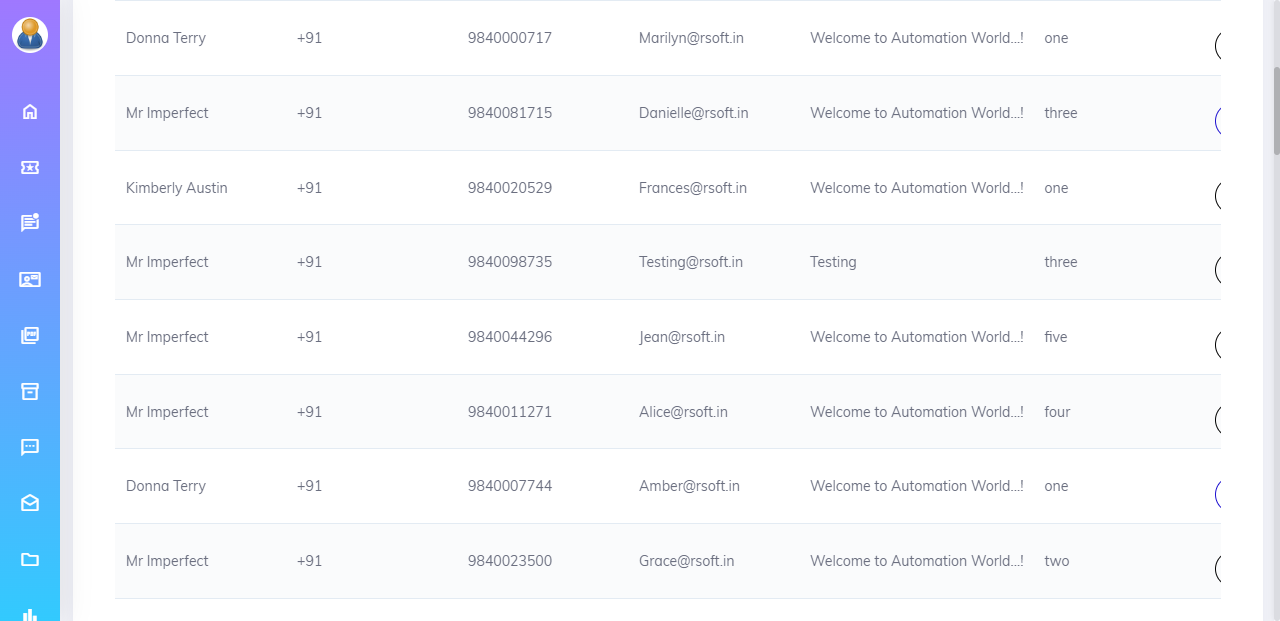 Donna Terry +91 9840000717 Marilyn@rsoft.in Welcome to Automation World...! one
Mr Imperfect +91 9840081715 Danielle@rsoft.in Welcome to Automation World...! three
Kimberly Austin +91 9840020529 Frances@rsoft.in Welcome to Automation World...! one
Mr Imperfect +91 9840098735 Testing@rsoft.in Testing three
Mr Imperfect +91 9840044296 Jean@rsoft.in Welcome to Automation World...! five
Mr Imperfect +91 9840011271 Alice@rsoft.in Welcome to Automation World...! four
Donna Terry +91 9840007744 Amber@rsoft.in Welcome to Automation World...! one
Mr Imperfect +91 9840023500 Grace@rsoft.in Welcome to Automation World...! two